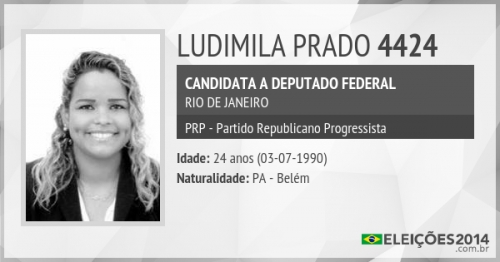 LUDIMILA PRADO 4424
CANDIDATA A DEPUTADO FEDERAL
RIO DE JANEIRO
PRP - Partido Republicano Progressista
Idade: 24 anos (03-07-1990)
Naturalidade: PA - Belém
ELEIÇÕES2014
.com.br